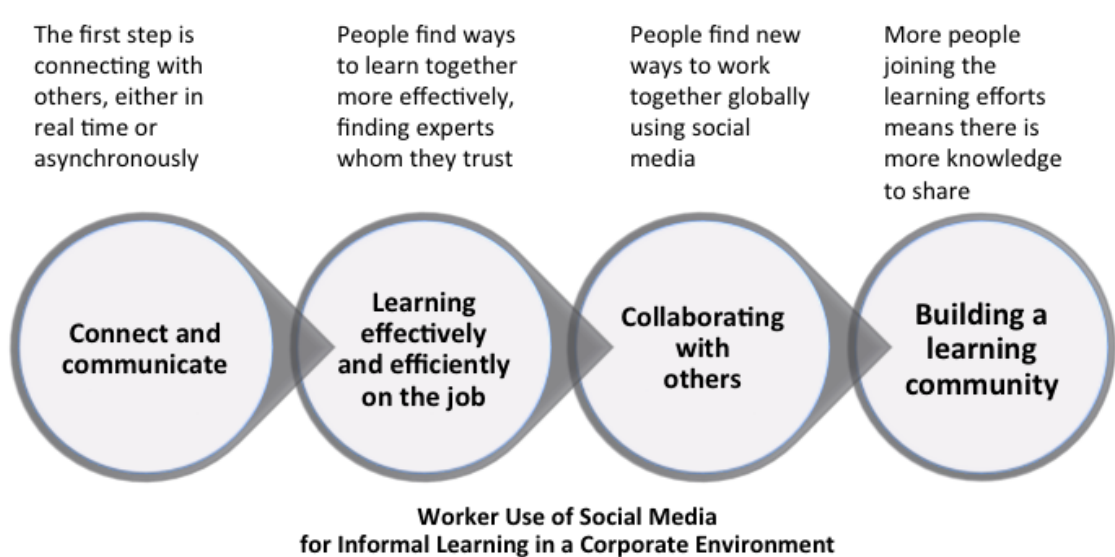 The first step is
connecting with
others, either in
real time or
asynchronously
People find ways
to learn together
more effectively,
finding experts
whom they trust
People find new
ways to work
together globally
using social
media
More people
joining the
learning efforts
means there is
more knowledge
to share
Connect and
communicate
Learning
effectively
and efficiently
on the job
Collaborating
with
others
Building a
learning
community
Worker Use of Social Media
for Informal Learning in a Corporate Environment